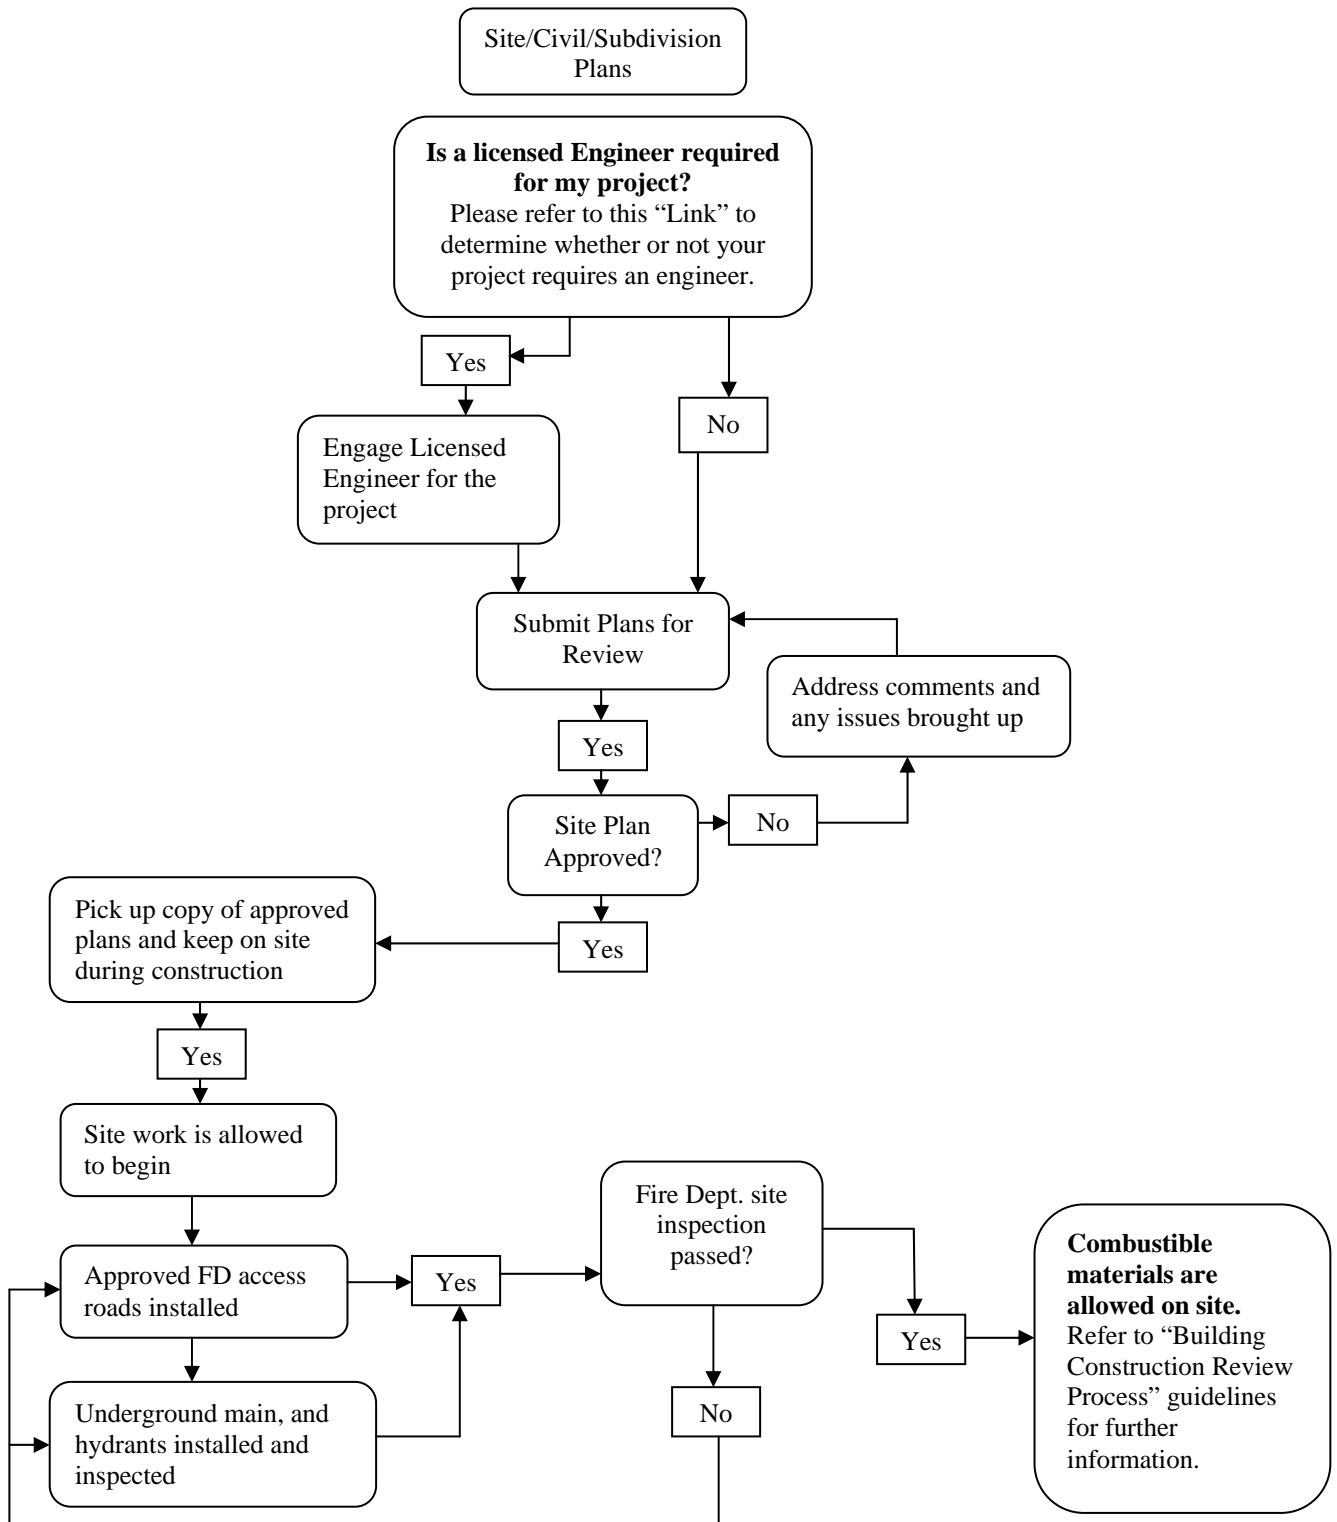 Site/Civil/Subdivision
Plans
Is a licensed Engineer required
for my project?
Please refer to this “Link” to
determine whether or not your
project requires an engineer.
Yes
No
Engage Licensed
Engineer for the
project
Submit Plans for
Review
Address comments and
any issues brought up
Yes
Site Plan
Approved?
No
Pick up copy of approved
plans and keep on site
during construction
Yes
Yes
Site work is allowed
to begin
Fire Dept. site
inspection
passed?
Approved FD access
roads installed
Yes
Yes
Combustible
materials are
allowed on site.
Refer to “Building
Construction Review
Process” guidelines
for further
information.
Underground main, and
hydrants installed and
inspected
No